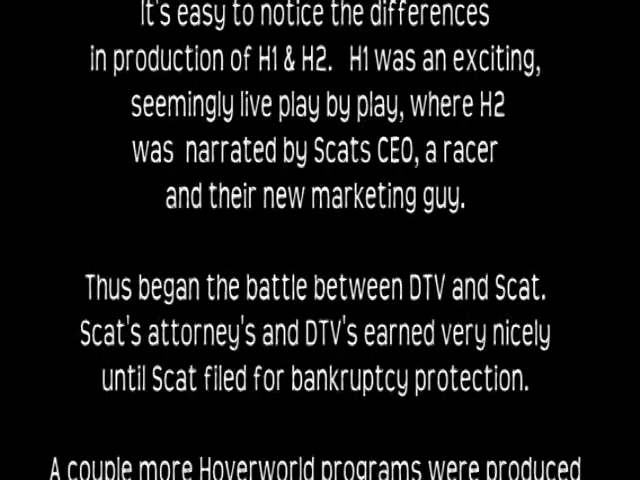 It's easy to notice the differences
in production of H1 & H2. H1 was an exciting,
seemingly live play by play, where H2
was narrated by Scats CEO, a racer
and their new marketing guy.
Thus began the battle between DTV and Scat.
Scat's attorney's and DTV's earned very nicely
until Scat filed for bankruptcy protection.
A couple more Hoverworld programs were produced